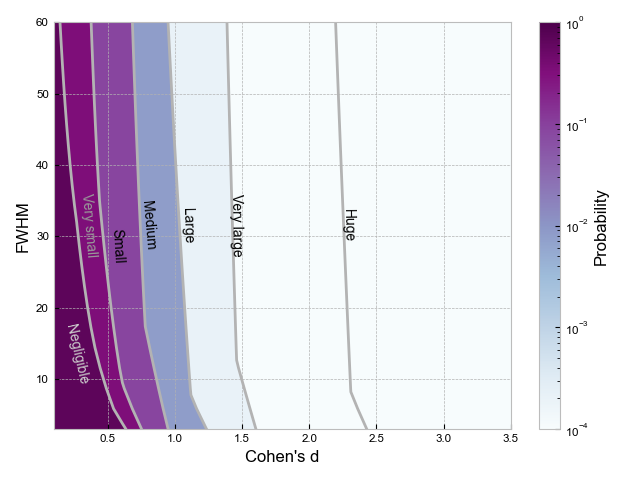 60
50
40
30
20
10
FWHM
0.5
1.0
1.5
2.0
2.5
3.0
3.5
Cohen's d
Negligible
Very small
Small
Medium
Large
Very large
Huge
10⁰
10⁻¹
10⁻²
10⁻³
10⁻⁴
Probability